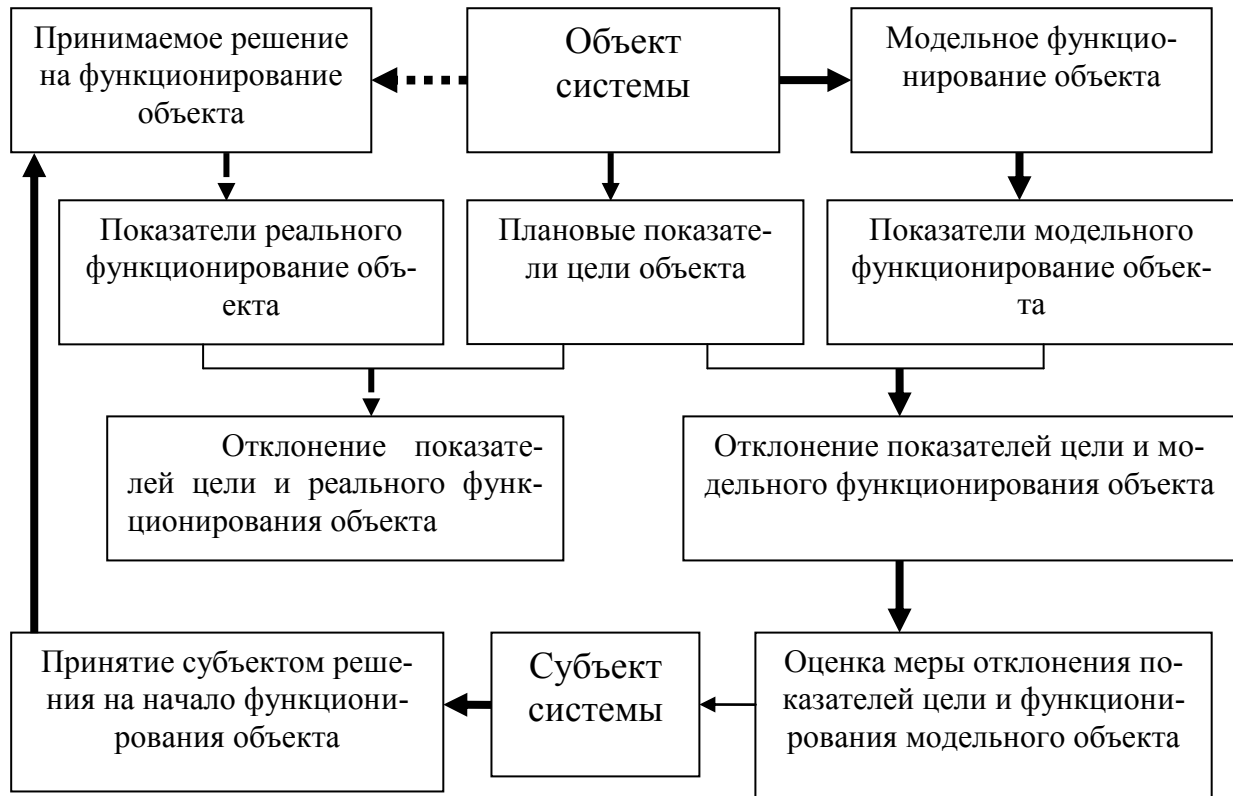 Принимаемое решение
на функционирование
объекта
Объект
системы
Модельное функцио-
нирование объекта
Показатели реального
функционирование объ-
екта
Плановые показате-
ли цели объекта
Показатели модельного
функционирование объек-
та
Отклонение показате-
лей цели и реального функ-
ционирования объекта
Отклонение показателей цели и мо-
дельного функционирования объекта
Принятие субъектом реше-
ния на начало функциони-
рования объекта
Субъект
системы
Оценка меры отклонения по-
казателей цели и функциони-
рования модельного объекта